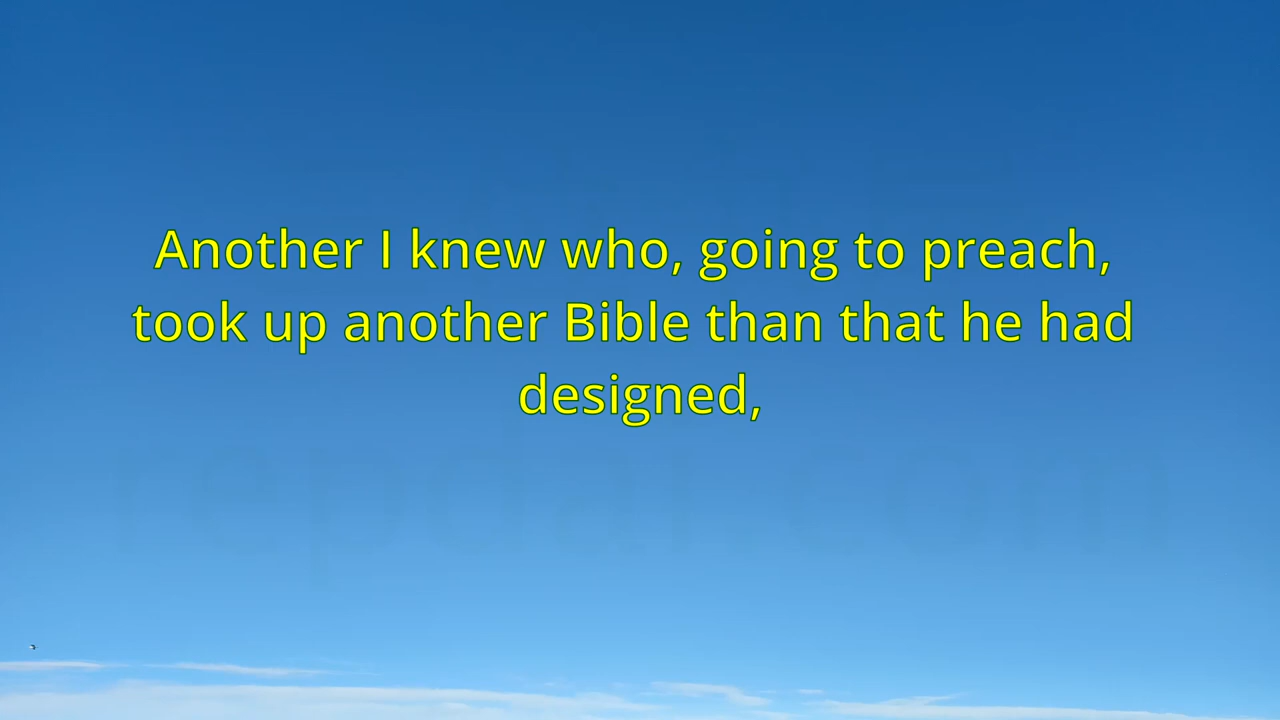 Another I knew who, going to preach,
took up another Bible than that he had
designed,